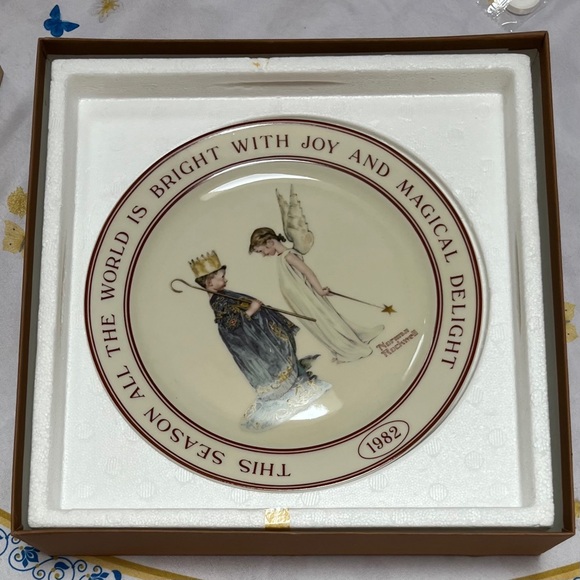 THIS SEASON ALL THE WORLD IS BRIGHT WITH JOY AND MAGICAL DELIGHT
1982
Norman
Rockwell